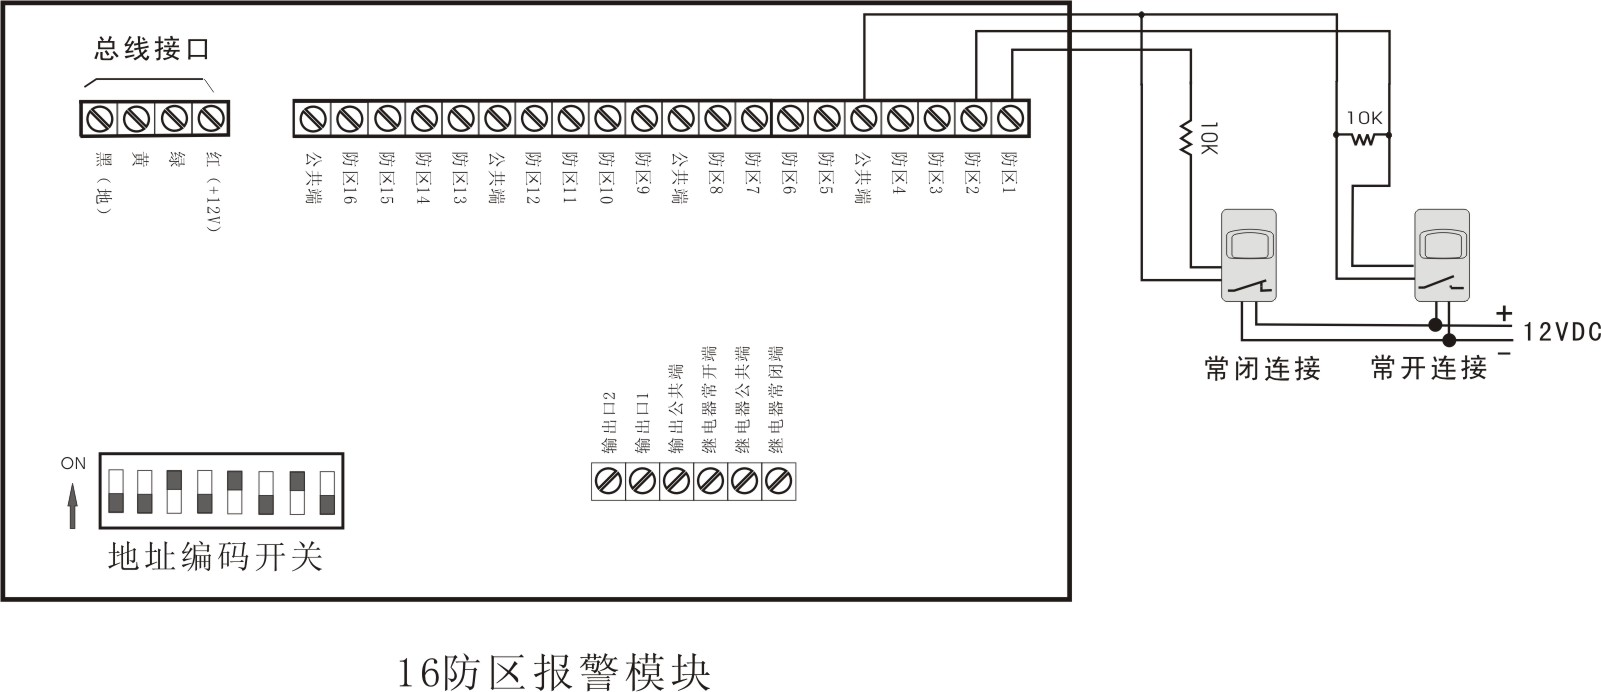 总线接口
黑（地）
黄
绿
红（+12V）
公共端
防区16
防区15
防区14
防区13
公共端
防区12
防区11
防区10
防区9
公共端
防区8
防区7
防区6
防区5
公共端
防区4
防区3
防区2
防区1
10K
10K
+
12VDC
−
常闭连接
常开连接
输出口2
输出口1
输出公共端
继电器常开端
继电器公共端
继电器常闭端
ON
地址编码开关
16防区报警模块